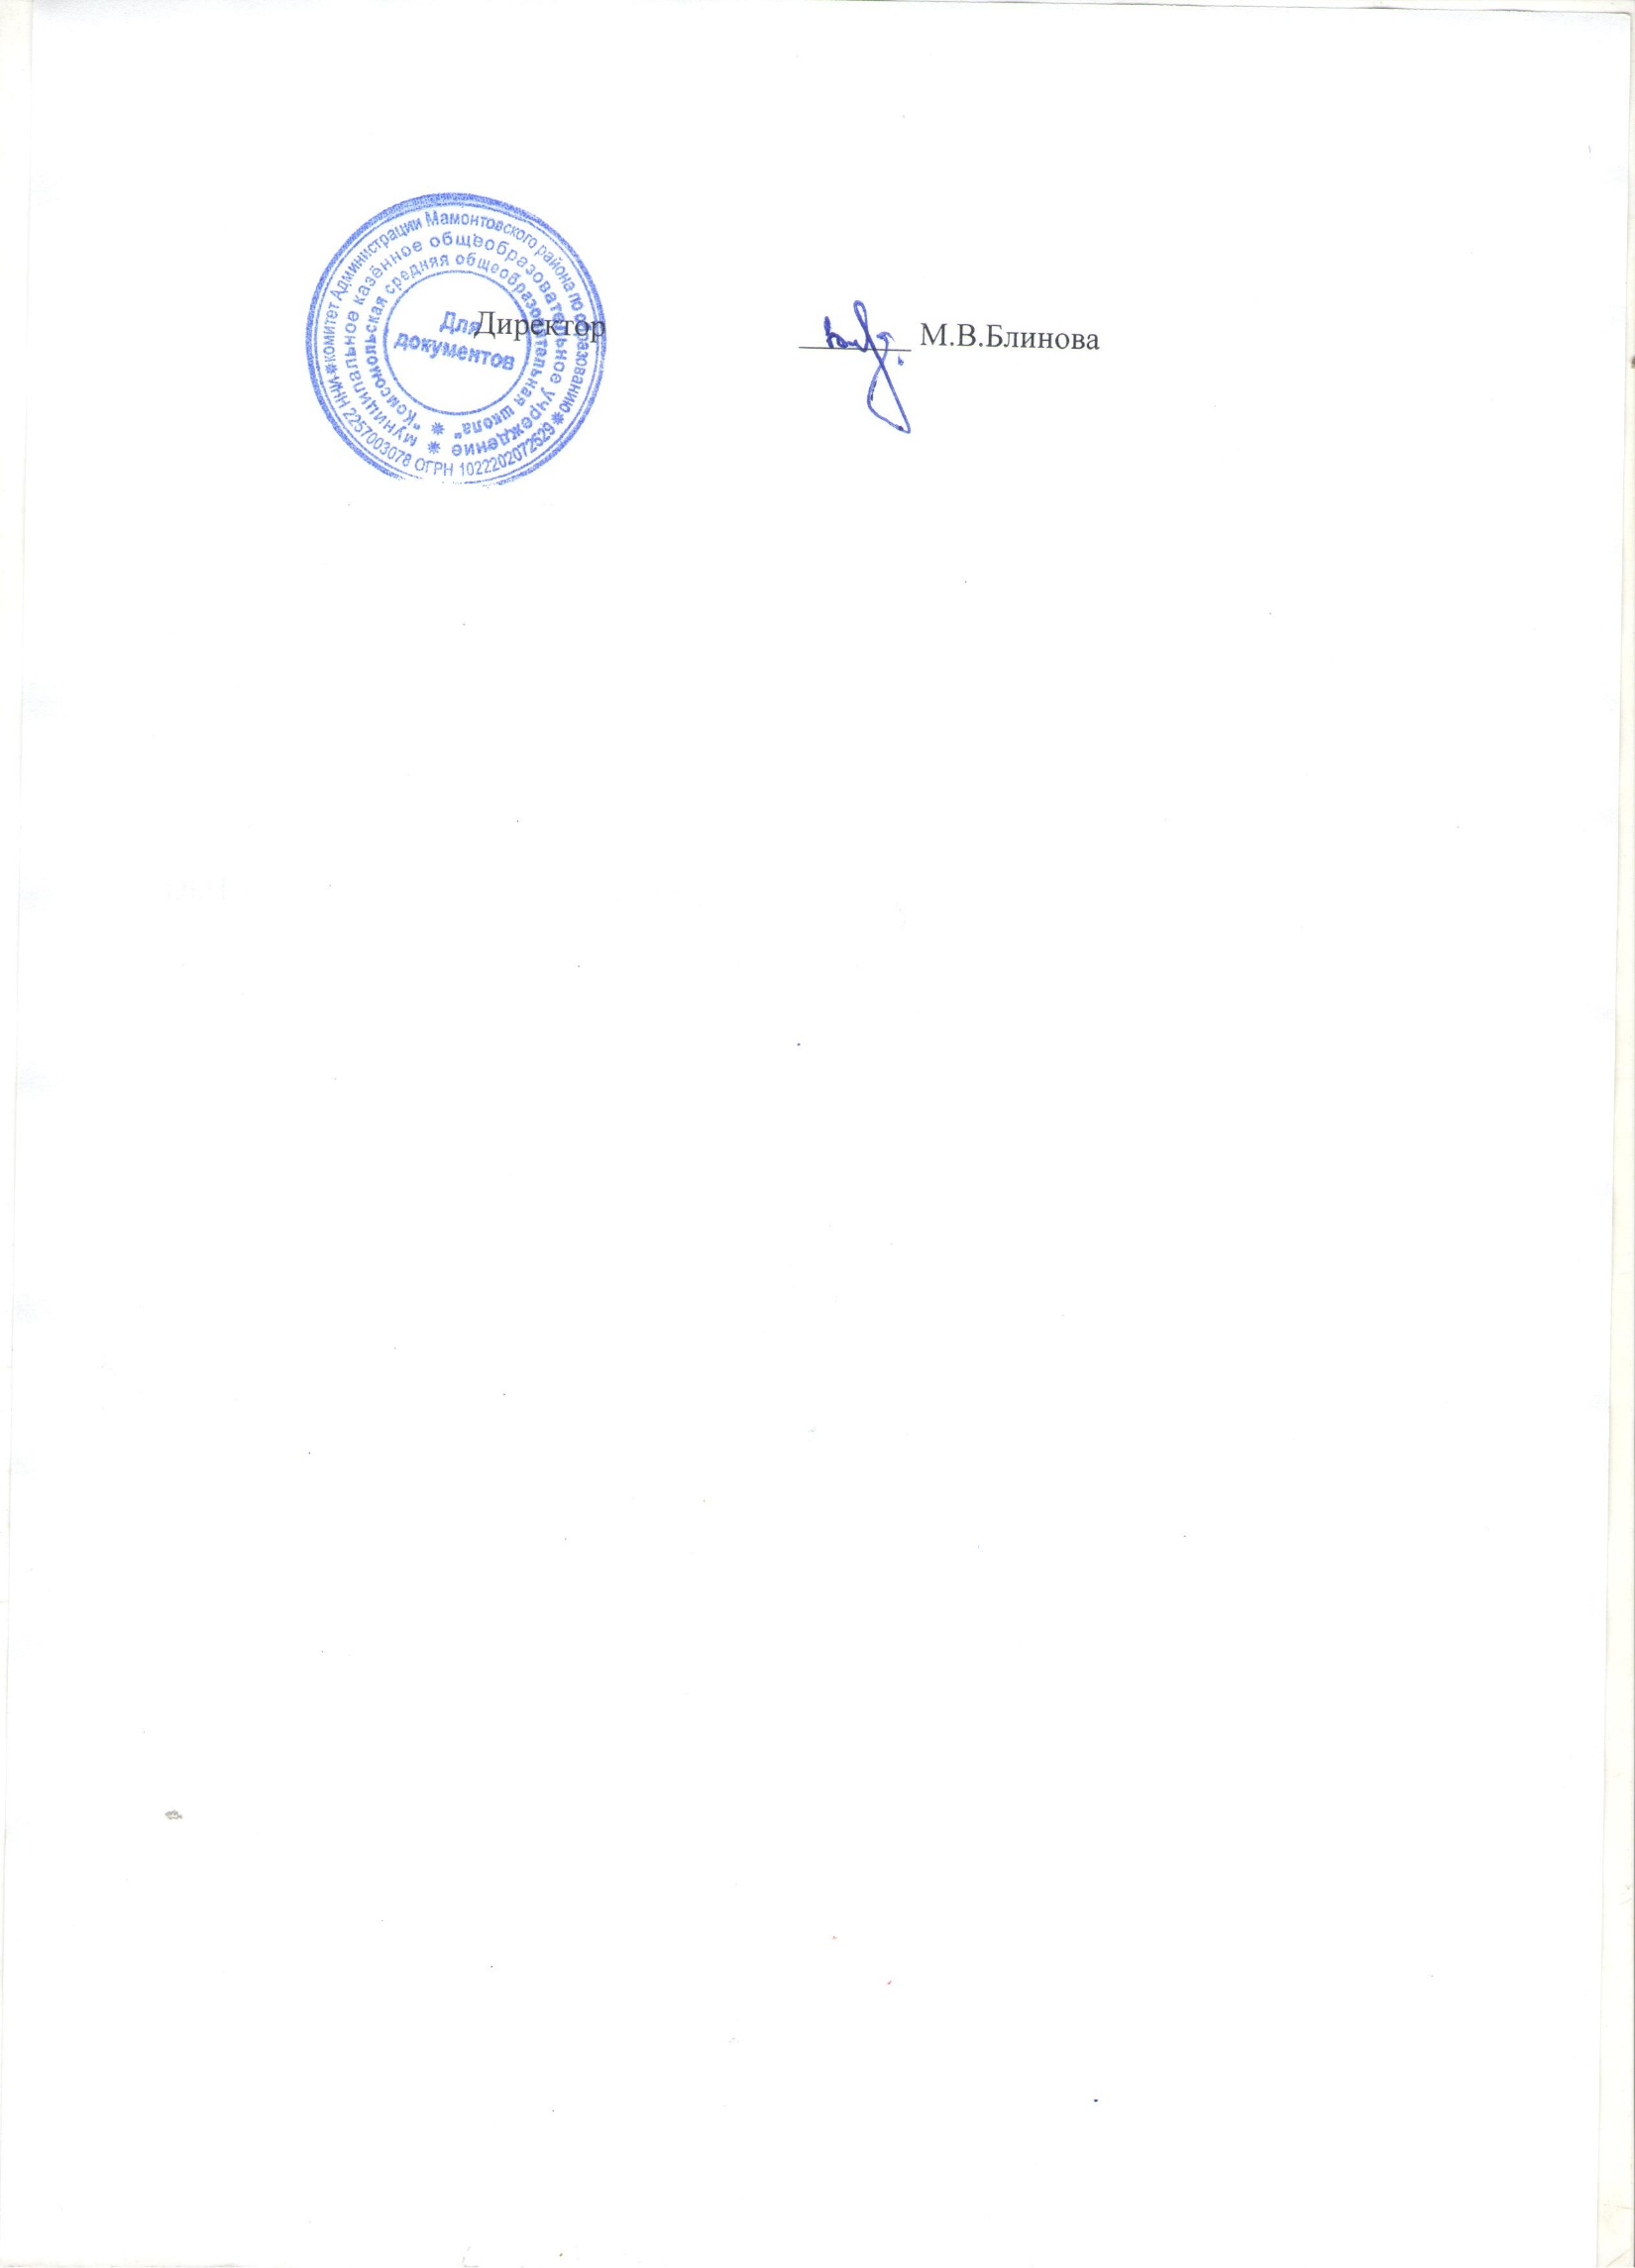 комитет Администрации Мамонтовского района по образованию
ИНН 2257003078 ОГРН 1022202072529
муниципальное казённое общеобразовательное учреждение
"Комсомольская средняя общеобразовательная школа"
Для
документов
Директор
М.В.Блинова